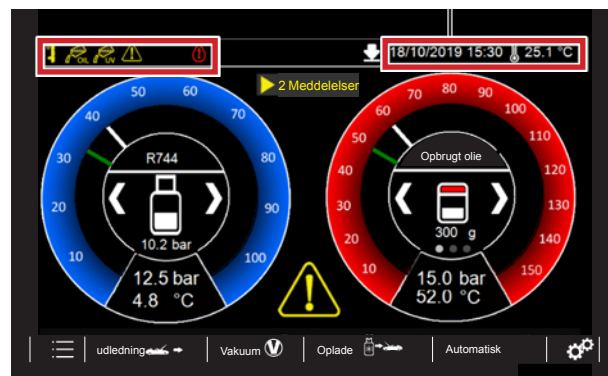 OIL UV 18/10/2019 15:30 25.1 °C
2 Meddelelser
10 20 30 40 50 60 70 80 90 100
R744
10.2 bar
12.5 bar
4.8 °C
10 20 30 40 50 60 70 80 90 100 110 120 130 140 150
Opbrugt olie
300 g
15.0 bar
52.0 °C
udledning Vakuum V Oplade Automatisk